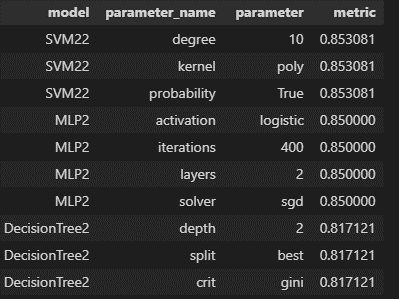 model parameter_name parameter metric
SVM22 degree 10 0.853081
SVM22 kernel poly 0.853081
SVM22 probability True 0.853081
MLP2 activation logistic 0.850000
MLP2 iterations 400 0.850000
MLP2 layers 2 0.850000
MLP2 solver sgd 0.850000
DecisionTree2 depth 2 0.817121
DecisionTree2 split best 0.817121
DecisionTree2 crit gini 0.817121